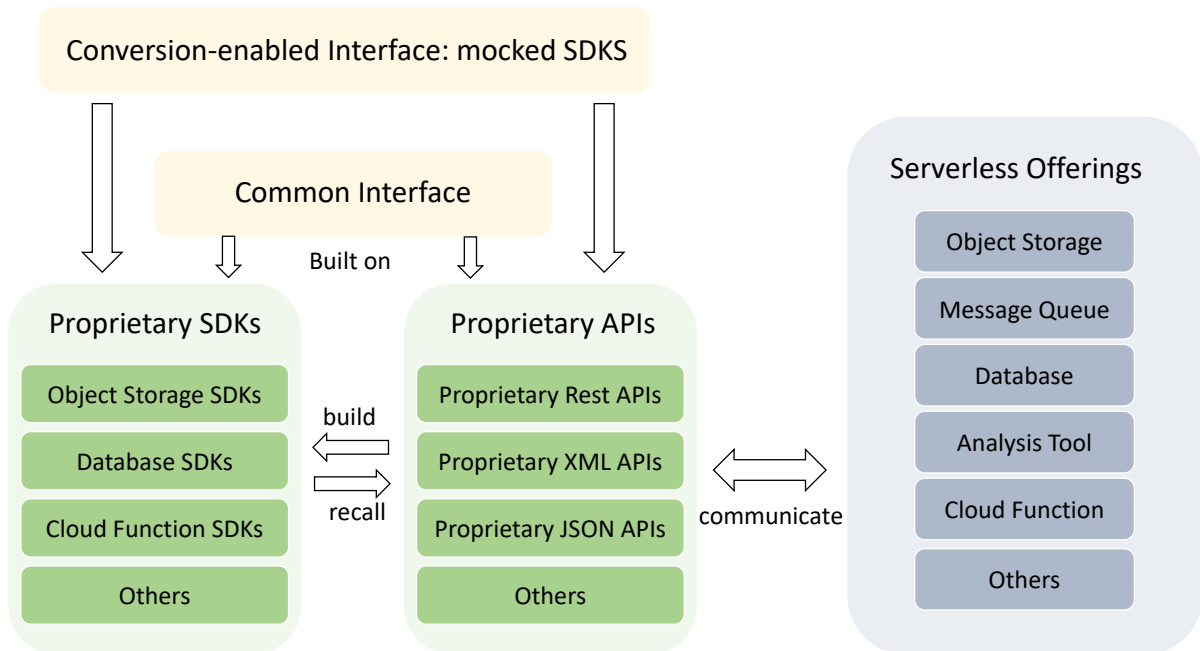 Conversion-enabled Interface: mocked SDKS
Common Interface
Built on
Proprietary SDKs
Object Storage SDKs
Database SDKs
Cloud Function SDKs
Others
build
recall
Proprietary APIs
Proprietary Rest APIs
Proprietary XML APIs
Proprietary JSON APIs
Others
communicate
Serverless Offerings
Object Storage
Message Queue
Database
Analysis Tool
Cloud Function
Others